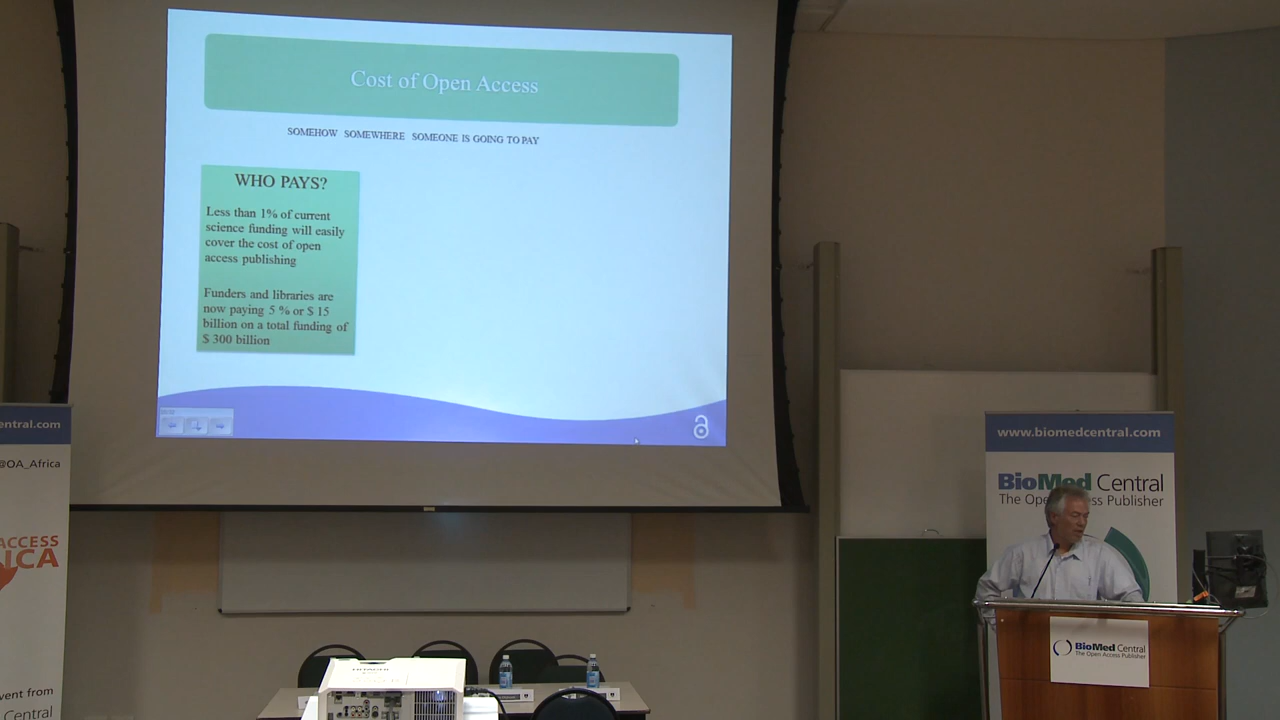 Cost of Open Access
SOMEHOW SOMEWHERE SOMEONE IS GOING TO PAY
WHO PAYS?
Less than 1% of current
science funding will easily
cover the cost of open
access publishing
Funders and libraries are
now paying 5 % or $ 15
billion on a total funding of
$ 300 billion
entral.com
@OA_Africa
ACCESS
ICA
vent from
Central
www.biomedcentral.com
BioMed Central
The Open Access Publisher
BioMed Central
The Open Access Publisher
HITACHI